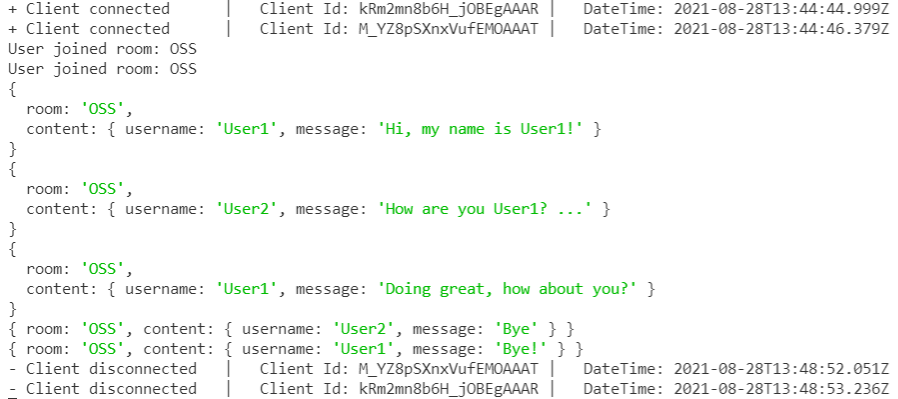 + Client connected      |   Client Id: kRm2mn8b6H_jOBEgAAAR |   DateTime: 2021-08-28T13:44:44.999Z
+ Client connected      |   Client Id: M_YZ8pSXnxVufEMOAAAT |   DateTime: 2021-08-28T13:44:46.379Z
User joined room: OSS
User joined room: OSS
{
  room: 'OSS',
  content: { username: 'User1', message: 'Hi, my name is User1!' }
}
{
  room: 'OSS',
  content: { username: 'User2', message: 'How are you User1? ...' }
}
{
  room: 'OSS',
  content: { username: 'User1', message: 'Doing great, how about you?' }
}
{ room: 'OSS', content: { username: 'User2', message: 'Bye' } }
{ room: 'OSS', content: { username: 'User1', message: 'Bye!' } }
- Client disconnected   |   Client Id: M_YZ8pSXnxVufEMOAAAT |   DateTime: 2021-08-28T13:48:52.051Z
- Client disconnected   |   Client Id: kRm2mn8b6H_jOBEgAAAR |   DateTime: 2021-08-28T13:48:53.236Z